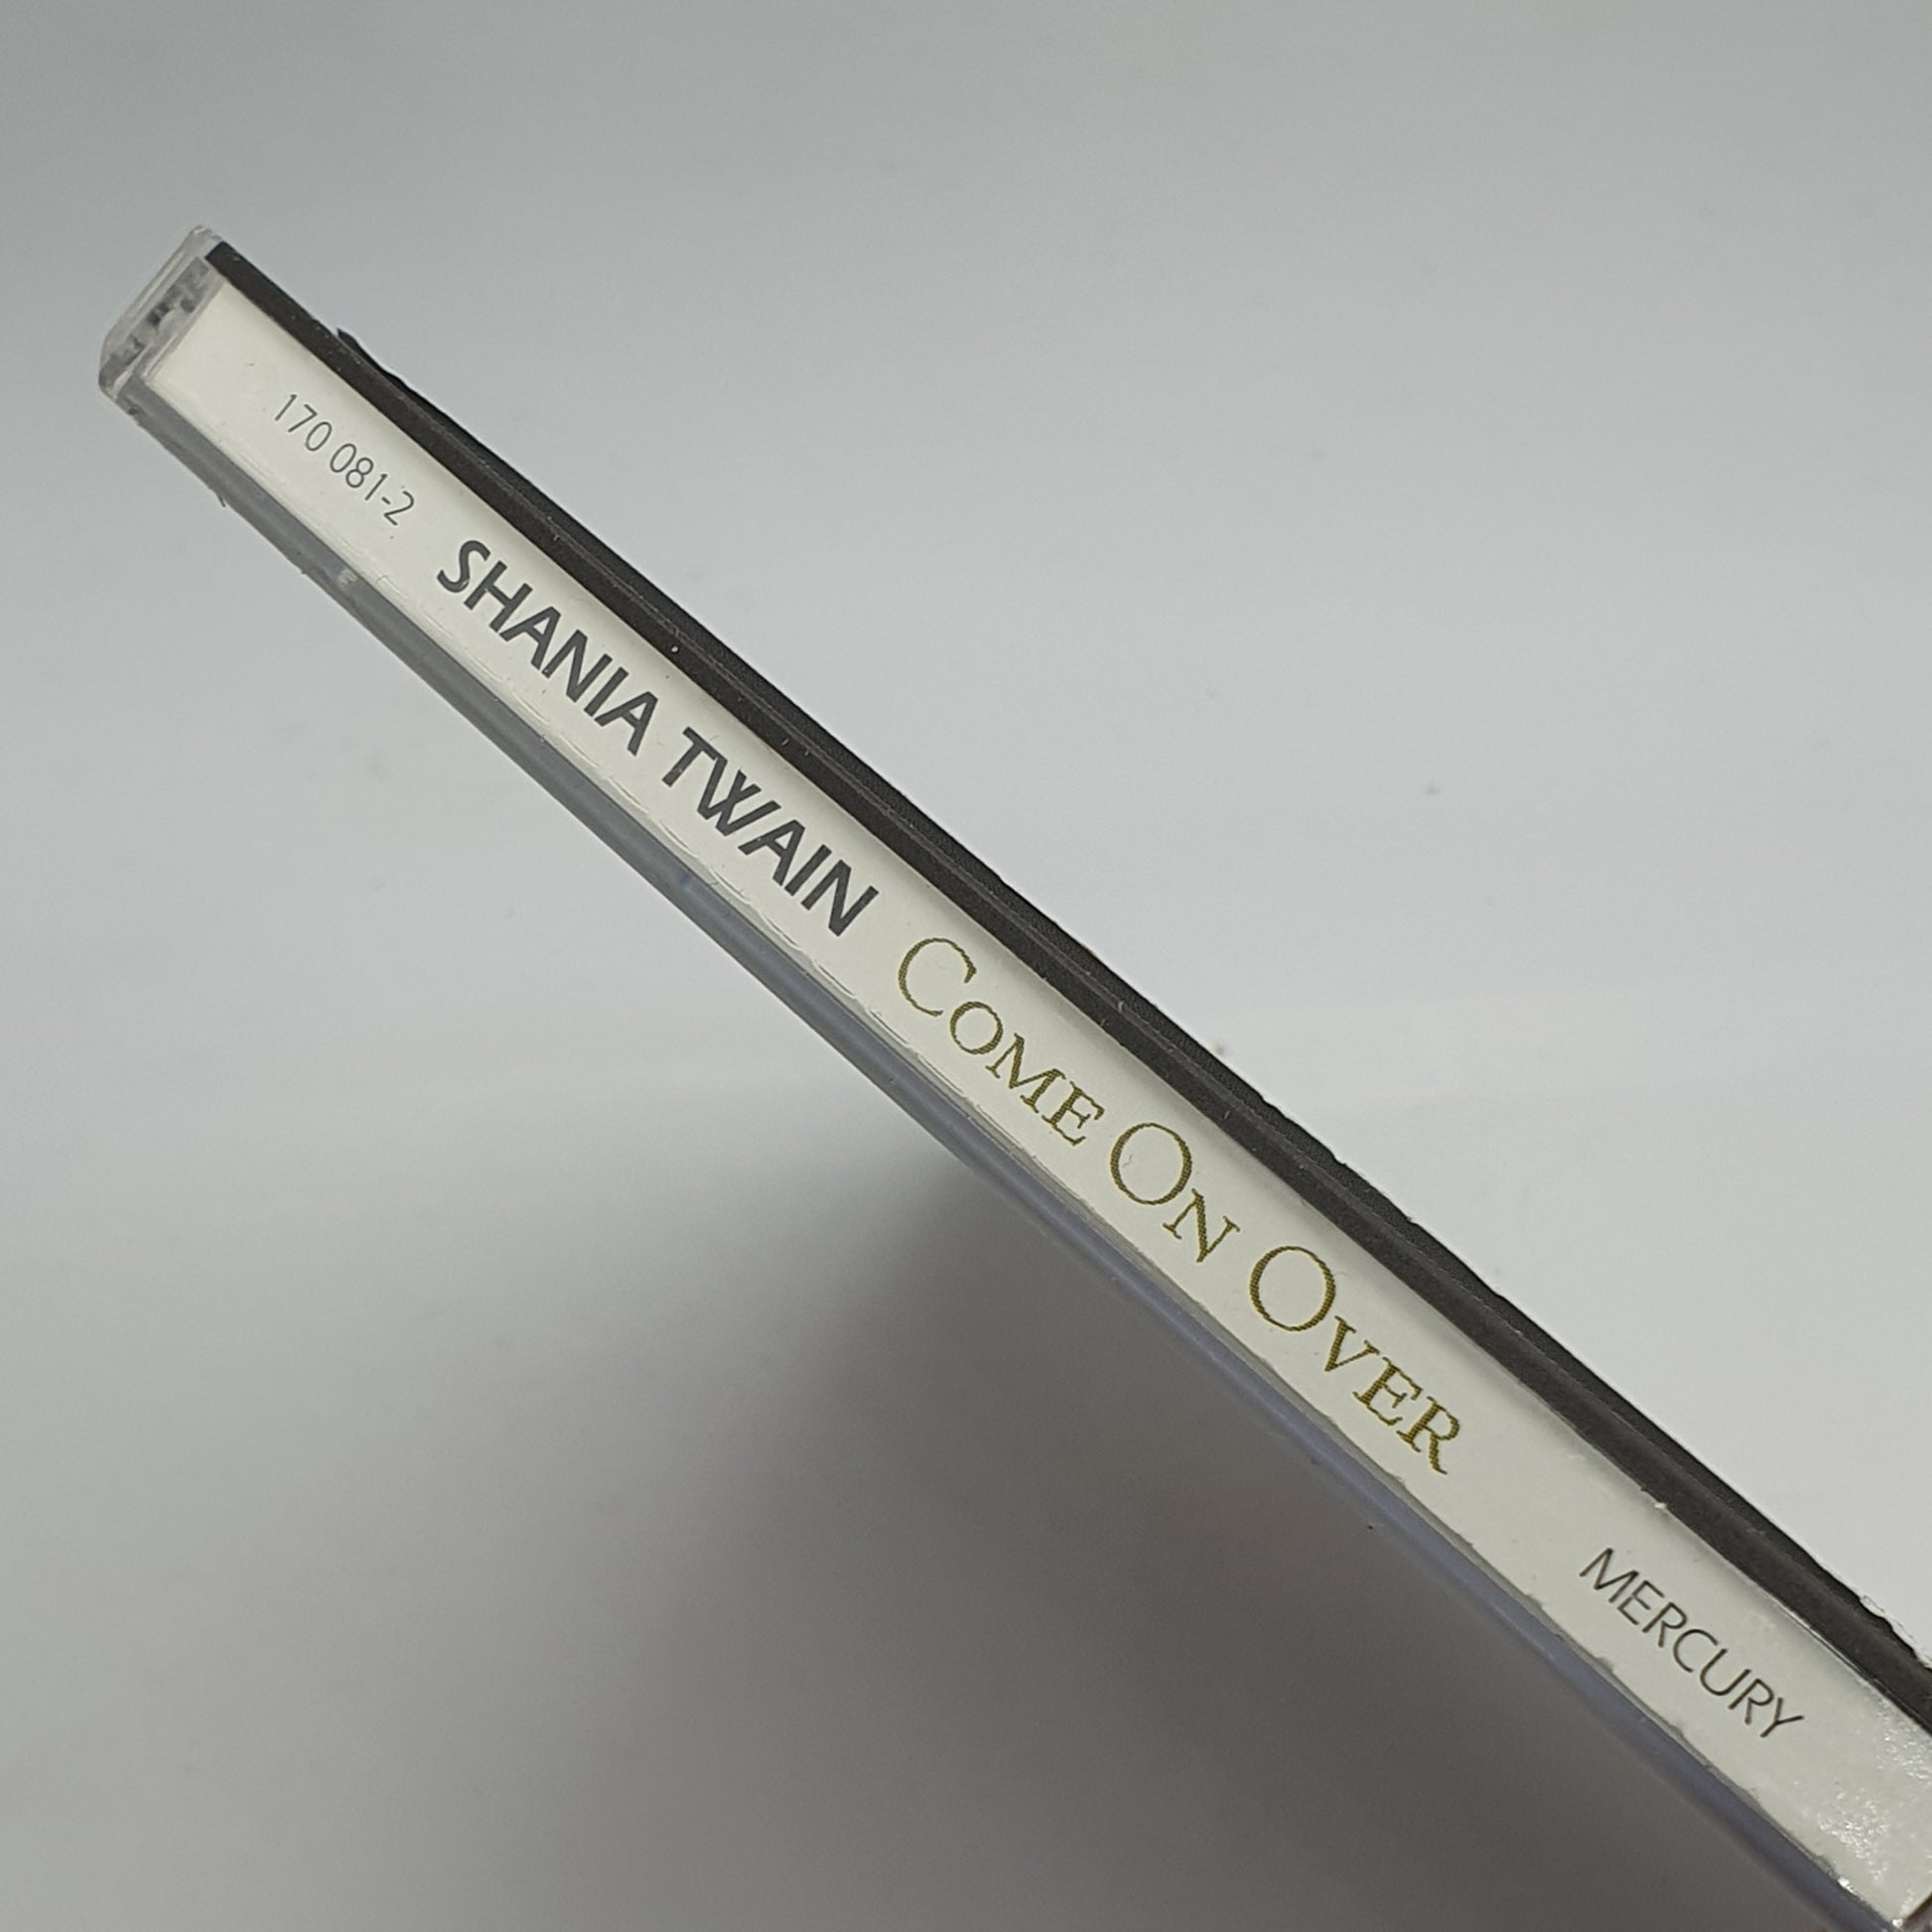 170 081-2 SHANIA TWAIN COME ON OVER MERCURY